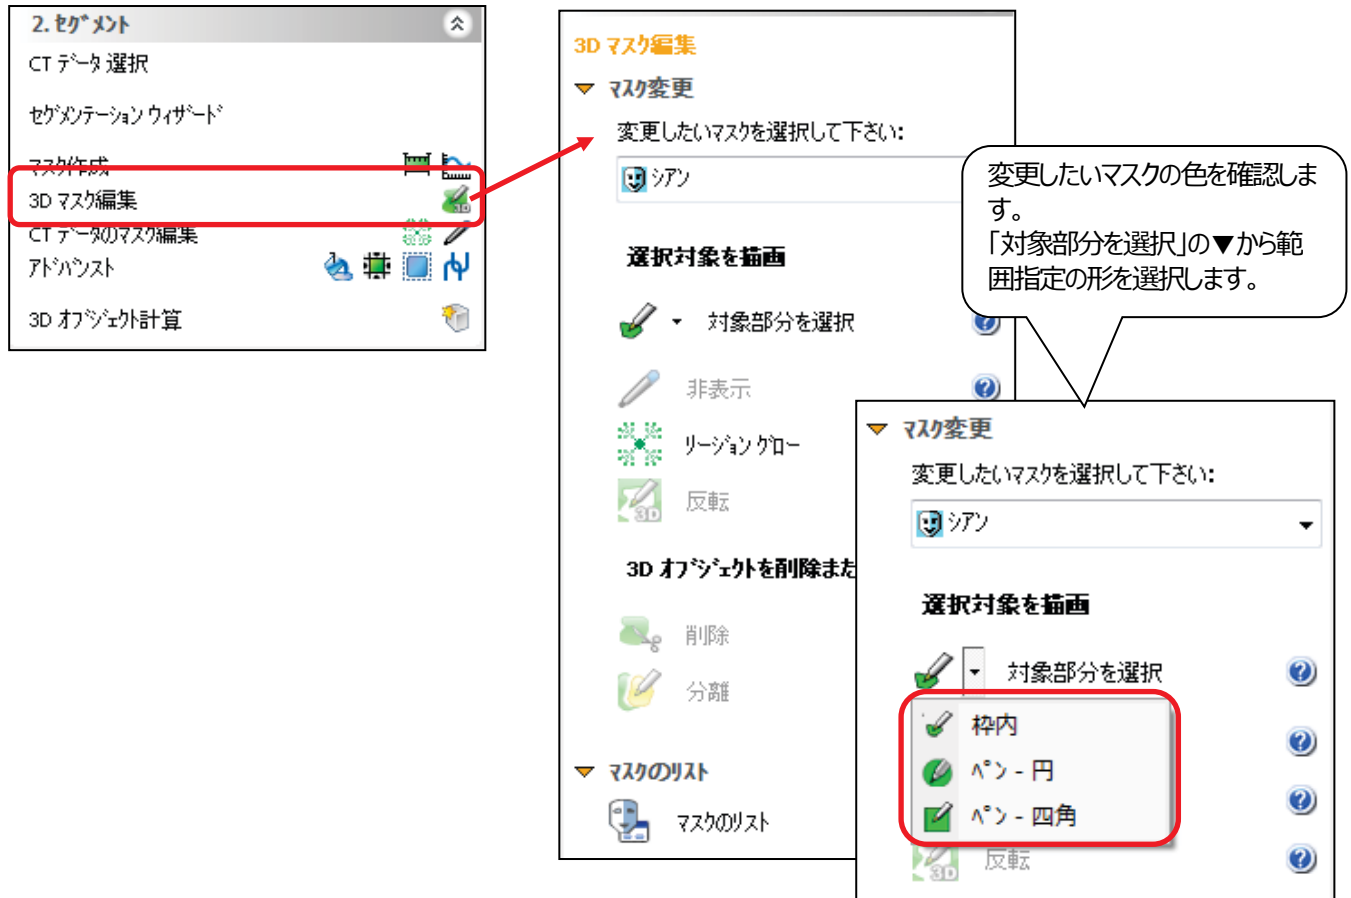 2. ｾｸﾞﾒﾝﾄ
CT ﾃﾞｰﾀ 選択
ｾｸﾞﾒﾝﾃｰｼｮﾝ ｳｨｻﾞｰﾄﾞ
ﾏｽｸ作成
3D ﾏｽｸ編集
CT ﾃﾞｰﾀのﾏｽｸ編集
ｱﾄﾞﾊﾞﾝｽﾄ
3D ｵﾌﾞｼﾞｪｸﾄ計算
3D ﾏｽｸ編集
ﾏｽｸ変更
変更したいﾏｽｸを選択して下さい:
ｼｱﾝ
選択対象を描画
対象部分を選択
非表示
ﾘｰｼﾞｮﾝ ｸﾞﾛｰ
反転
3D ｵﾌﾞｼﾞｪｸﾄを削除また
削除
分離
ﾏｽｸのﾘｽﾄ
ﾏｽｸのﾘｽﾄ
変更したいマスクの色を確認しま
す。
「対象部分を選択」の▼から範
囲指定の形を選択します。
ﾏｽｸ変更
変更したいﾏｽｸを選択して下さい:
ｼｱﾝ
選択対象を描画
対象部分を選択
枠内
ﾍﾟﾝ - 円
ﾍﾟﾝ - 四角
反転